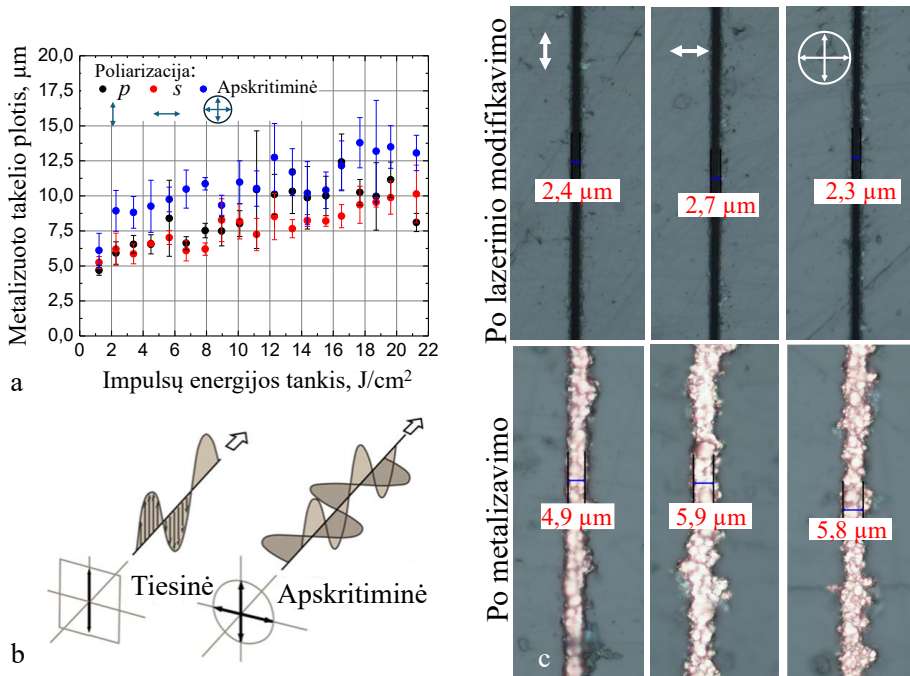 20,0
17,5
15,0
12,5
10,0
7,5
5,0
2,5
0,0
Metalizuoto takelio plotis, µm
Poliarizacija:
p s Apskritiminė
0 2 4 6 8 10 12 14 16 18 20 22
Impulsų energijos tankis, J/cm²
a
Tiesinė
Apskritiminė
b
c
Po lazerinio modifikavimo
2,4 µm
2,7 µm
2,3 µm
Po metalizavimo
4,9 µm
5,9 µm
5,8 µm
c